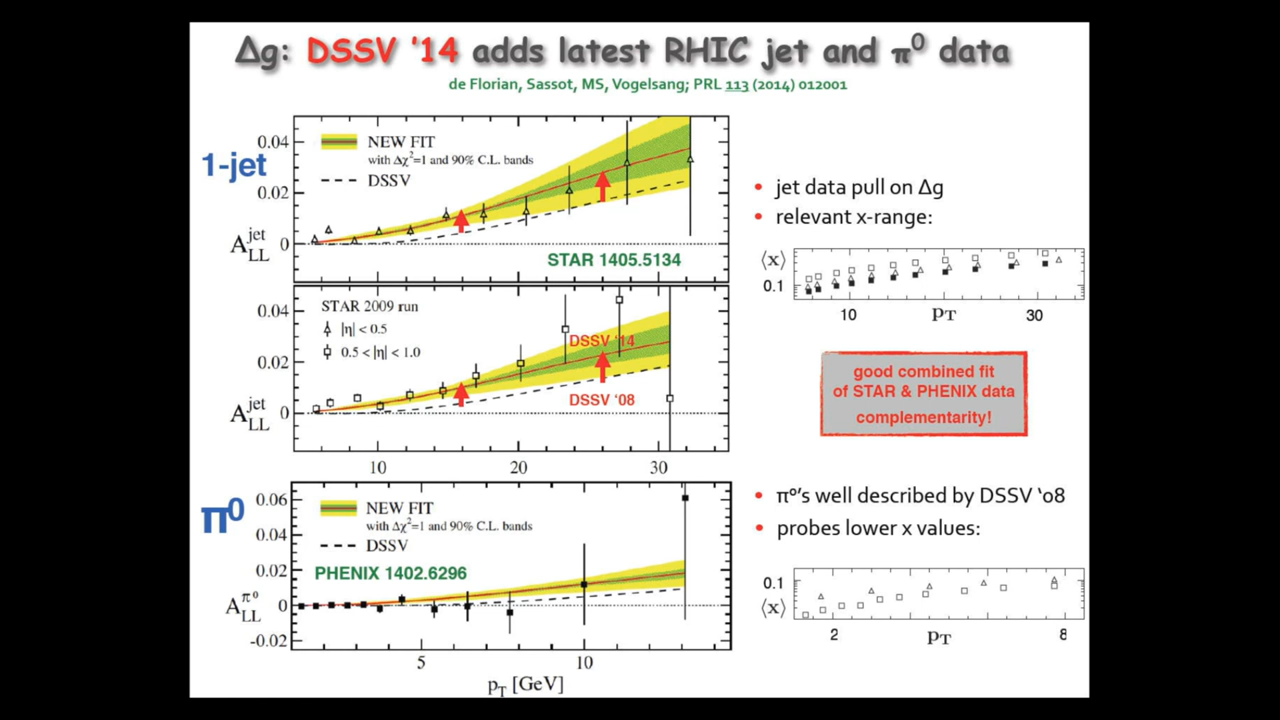 Δg: DSSV '14 adds latest RHIC jet and π⁰ data
de Florian, Sassot, MS, Vogelsang; PRL 113 (2014) 012001
1-jet
A_LL^jet
0.04
0.02
0
NEW FIT
with Δχ²=1 and 90% C.L. bands
DSSV
STAR 1405.5134
10
20
30
A_LL^jet
0.04
0.02
0
STAR 2009 run
|η| < 0.5
0.5 < |η| < 1.0
DSSV '14
DSSV '08
10
20
30
π⁰
A_LL^π⁰
0.06
0.04
0.02
0
-0.02
NEW FIT
with Δχ²=1 and 90% C.L. bands
DSSV
PHENIX 1402.6296
5
10
p_T [GeV]
• jet data pull on Δg
• relevant x-range:
⟨x⟩
0.1
10
p_T
30
good combined fit
of STAR & PHENIX data
complementarity!
• π⁰'s well described by DSSV '08
• probes lower x values:
0.1
⟨x⟩
2
p_T
8